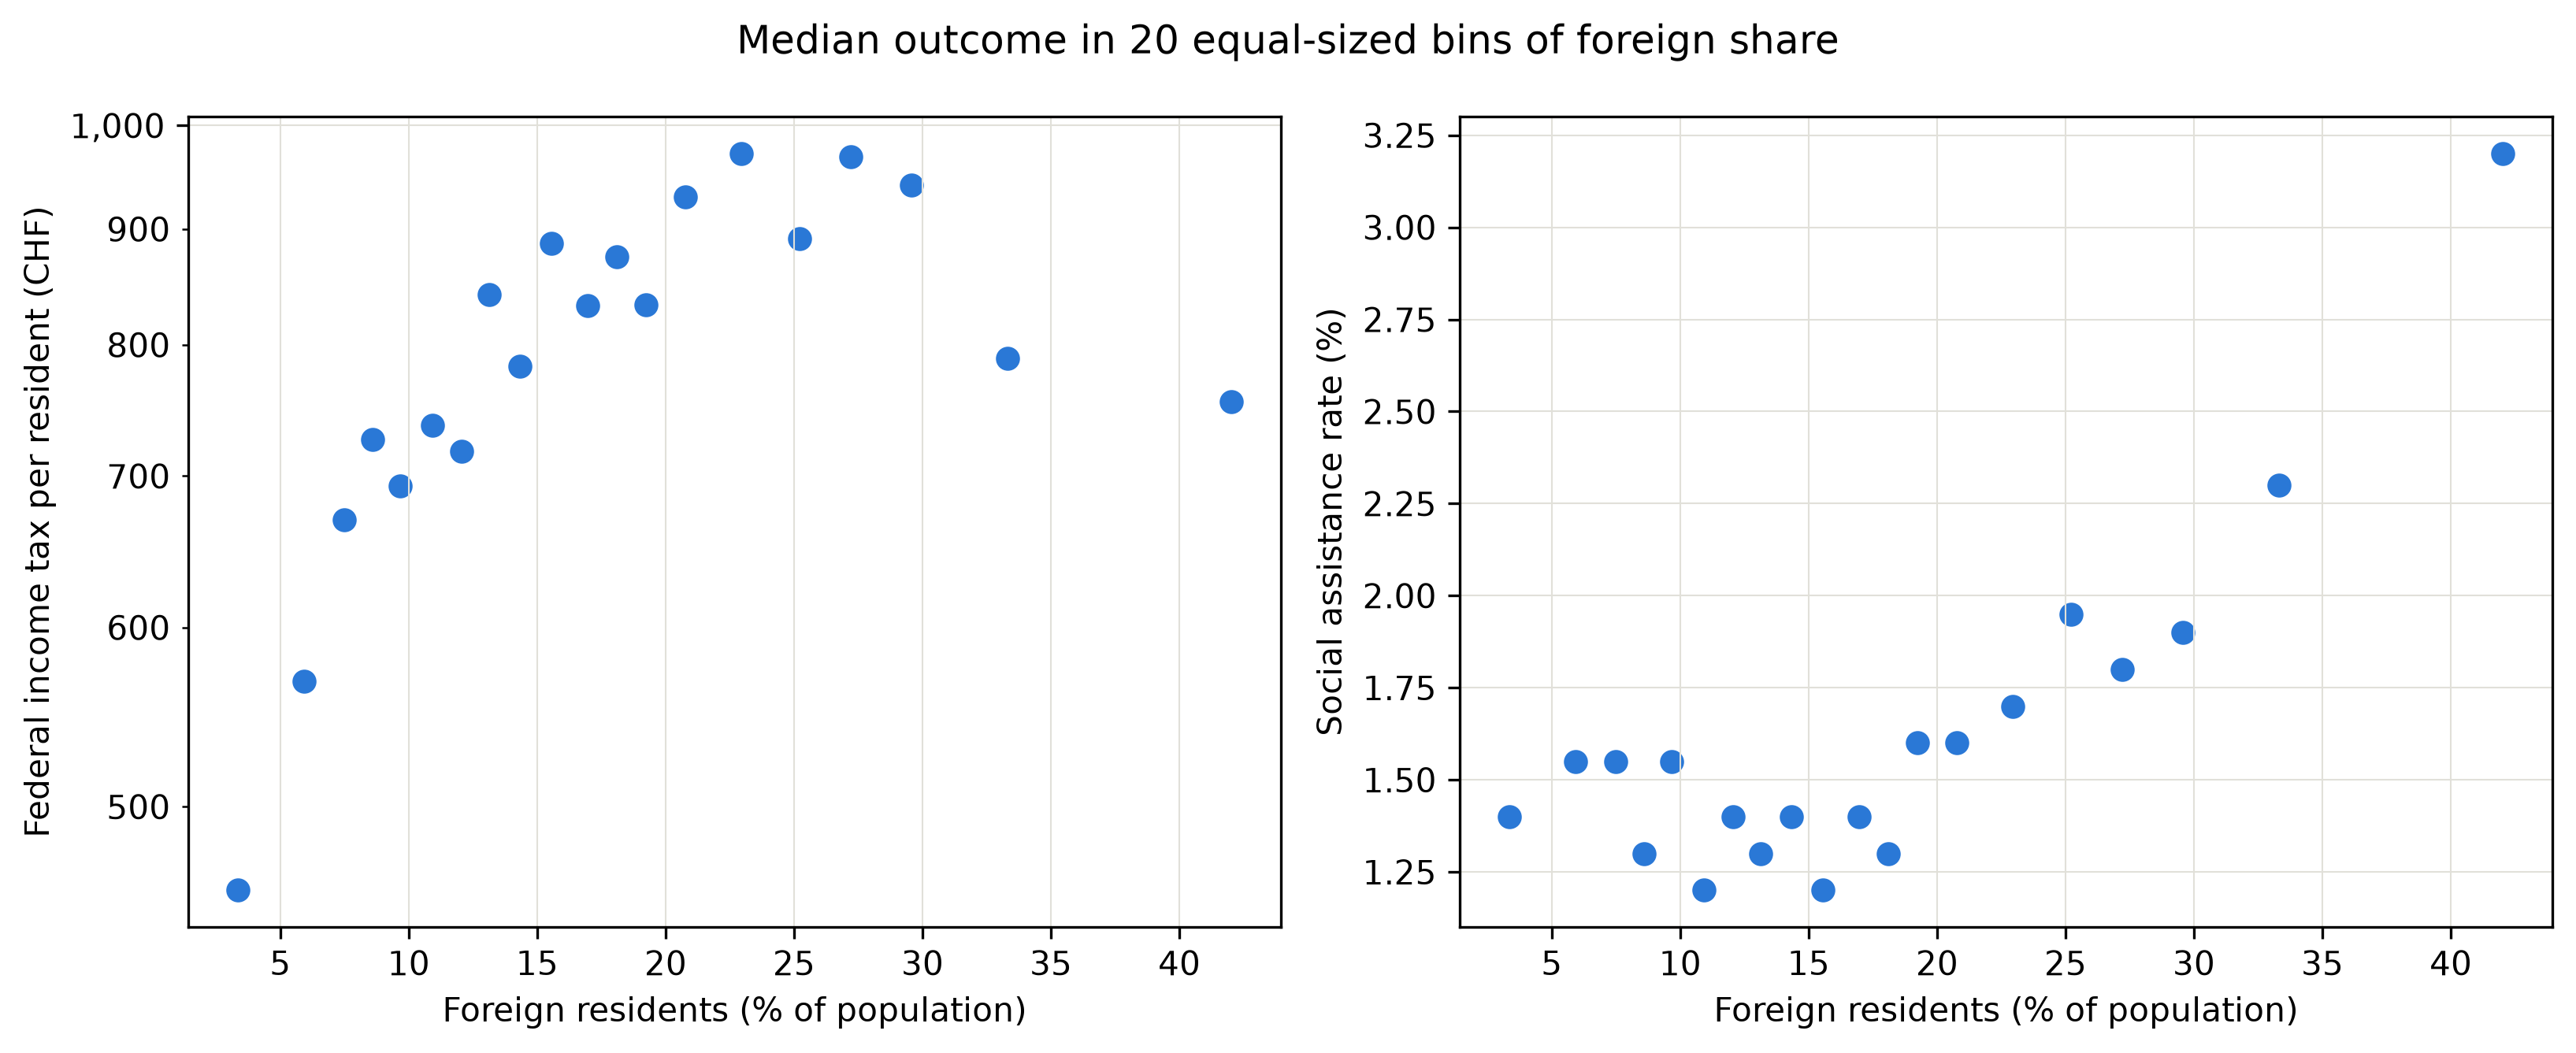 Median outcome in 20 equal-sized bins of foreign share
Federal income tax per resident (CHF)
1,000
900
800
700
600
500
5 10 15 20 25 30 35 40
Foreign residents (% of population)
Social assistance rate (%)
3.25
3.00
2.75
2.50
2.25
2.00
1.75
1.50
1.25
5 10 15 20 25 30 35 40
Foreign residents (% of population)